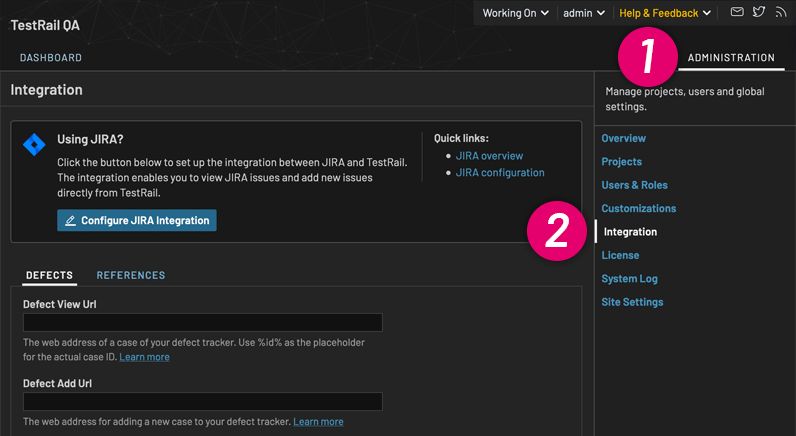 TestRail QA
Working On
admin
Help & Feedback
DASHBOARD
1
ADMINISTRATION
Integration
Manage projects, users and global
settings.
Using JIRA?
Click the button below to set up the integration between JIRA and TestRail.
The integration enables you to view JIRA issues and add new issues
directly from TestRail.
Configure JIRA Integration
Quick links:
JIRA overview
JIRA configuration
Overview
Projects
Users & Roles
Customizations
2
Integration
License
System Log
Site Settings
DEFECTS
REFERENCES
Defect View Url
The web address of a case of your defect tracker. Use %id% as the placeholder
for the actual case ID. Learn more
Defect Add Url
The web address for adding a new case to your defect tracker. Learn more